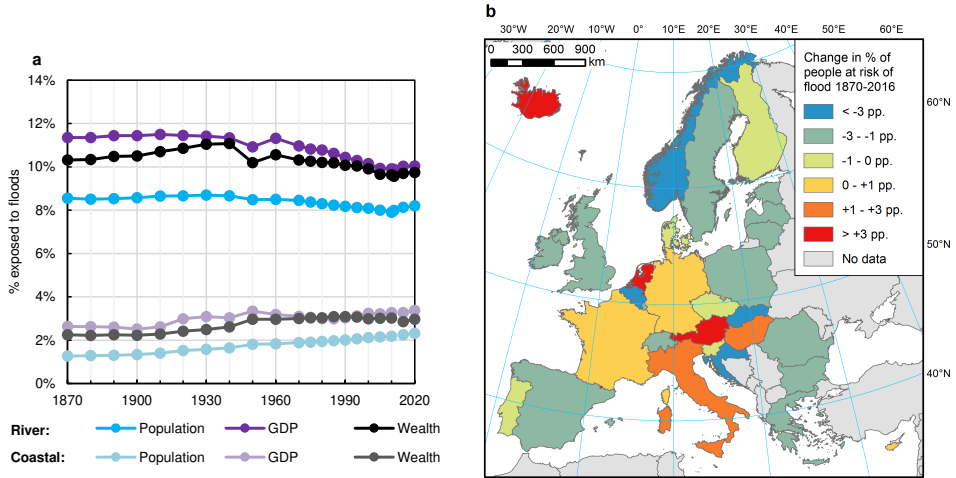 a
14%
12%
10%
8%
6%
4%
2%
0%
% exposed to floods
1870 1900 1930 1960 1990 2020
River: Population GDP Wealth
Coastal: Population GDP Wealth
b
30°W 20°W 10°W 0° 10°E 20°E 30°E 40°E 50°E 60°E
0 300 600 900
km
Change in % of
people at risk of
flood 1870-2016
< -3 pp.
-3 - -1 pp.
-1 - 0 pp.
0 - +1 pp.
+1 - +3 pp.
> +3 pp.
No data
60°N
50°N
40°N